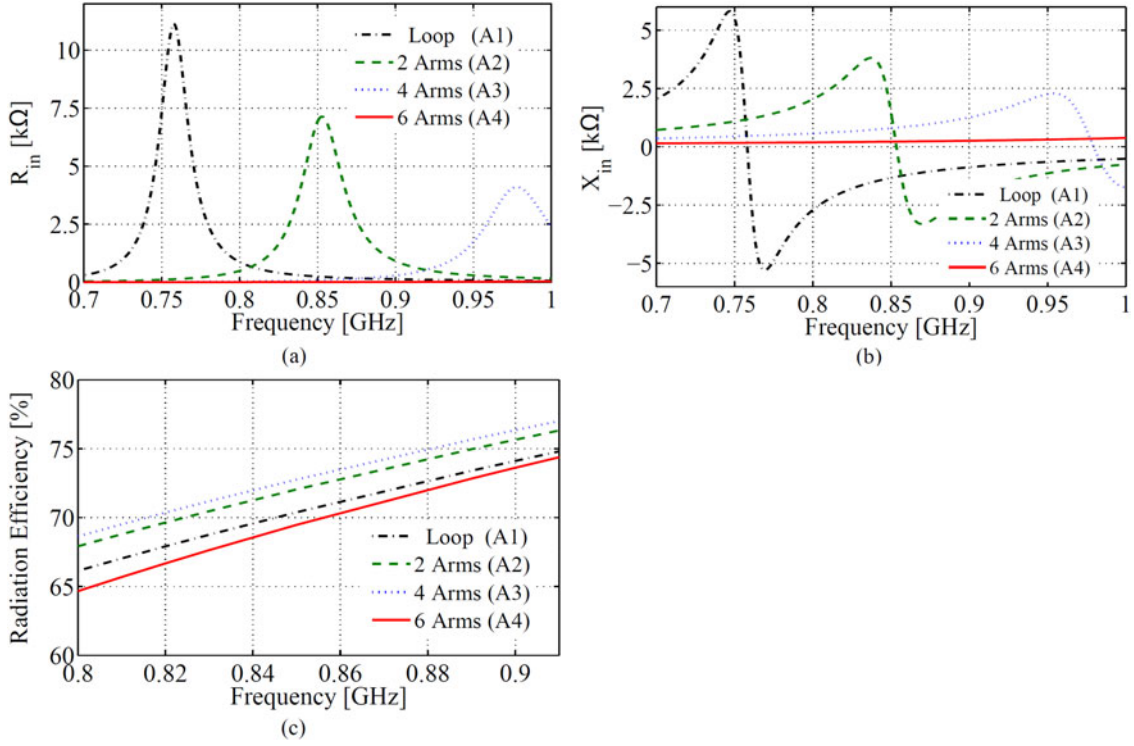 R_in [kΩ]
10
7.5
5
2.5
0
Loop (A1)
2 Arms (A2)
4 Arms (A3)
6 Arms (A4)
0.7 0.75 0.8 0.85 0.9 0.95 1
Frequency [GHz]
(a)
X_in [kΩ]
5
2.5
0
−2.5
−5
Loop (A1)
2 Arms (A2)
4 Arms (A3)
6 Arms (A4)
0.7 0.75 0.8 0.85 0.9 0.95 1
Frequency [GHz]
(b)
Radiation Efficiency [%]
80
75
70
65
60
Loop (A1)
2 Arms (A2)
4 Arms (A3)
6 Arms (A4)
0.8 0.82 0.84 0.86 0.88 0.9
Frequency [GHz]
(c)